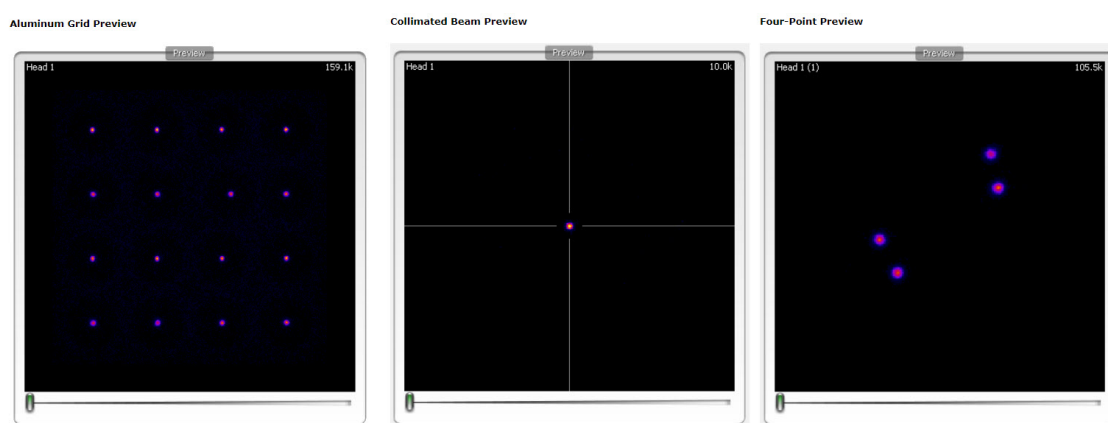 Aluminum Grid Preview
Preview
Head 1
159.1k
Collimated Beam Preview
Preview
Head 1
10.0k
Four-Point Preview
Preview
Head 1 (1)
105.5k